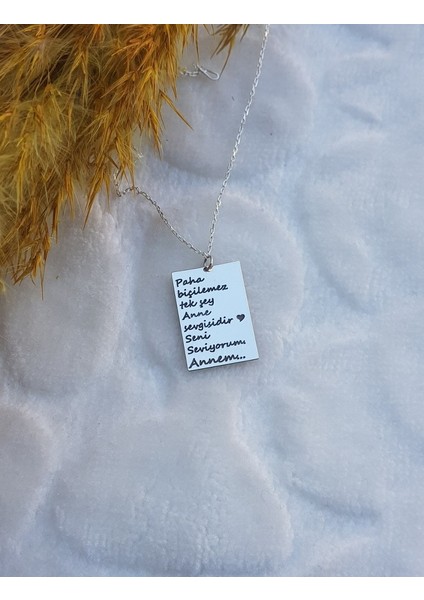 Paha
biçilemez
tek şey
Anne
sevgisidir ♥
Seni
Seviyorum
Annem...